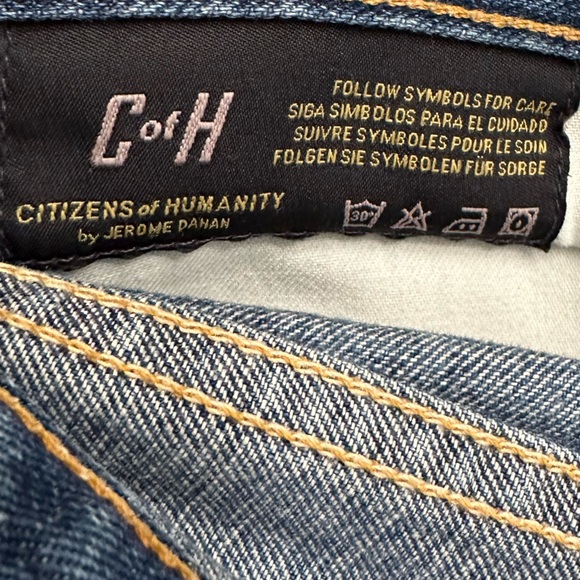 C of H
CITIZENS of HUMANITY
by JEROME DAHAN
FOLLOW SYMBOLS FOR CARE
SIGA SIMBOLOS PARA EL CUIDADO
SUIVRE SYMBOLES POUR LE SOIN
FOLGEN SIE SYMBOLEN FÜR SORGE
30°